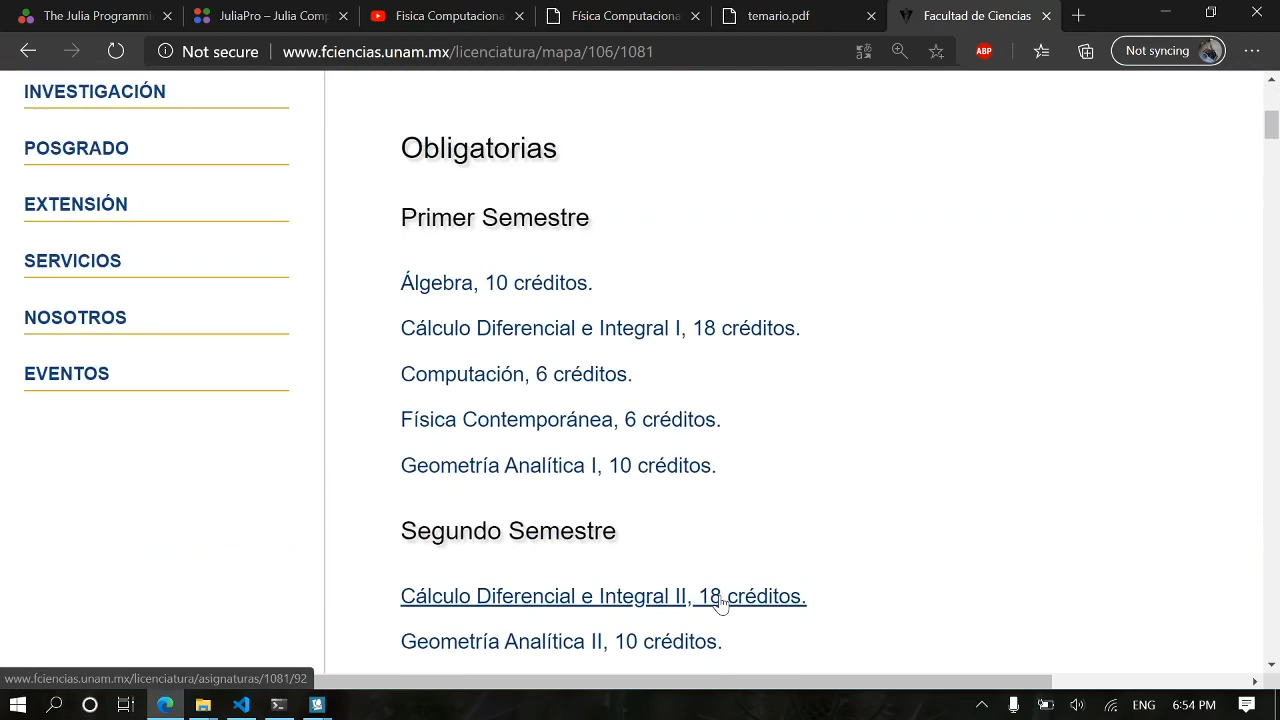 The Julia Programmin
JuliaPro – Julia Comp
Fisica Computaciona
Física Computaciona
temario.pdf
Facultad de Ciencias
Not secure
www.fciencias.unam.mx/licenciatura/mapa/106/1081
ABP
Not syncing
INVESTIGACIÓN
POSGRADO
EXTENSIÓN
SERVICIOS
NOSOTROS
EVENTOS
Obligatorias
Primer Semestre
Álgebra, 10 créditos.
Cálculo Diferencial e Integral I, 18 créditos.
Computación, 6 créditos.
Física Contemporánea, 6 créditos.
Geometría Analítica I, 10 créditos.
Segundo Semestre
Cálculo Diferencial e Integral II, 18 créditos.
Geometría Analítica II, 10 créditos.
www.fciencias.unam.mx/licenciatura/asignaturas/1081/92
ENG
6:54 PM